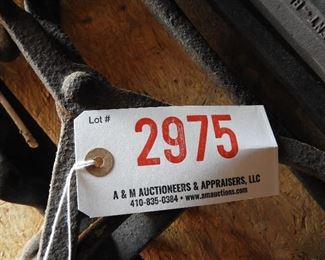 Lot #
2975
A & M AUCTIONEERS & APPRAISERS, LLC
410-835-0384 • www.amauctions.com